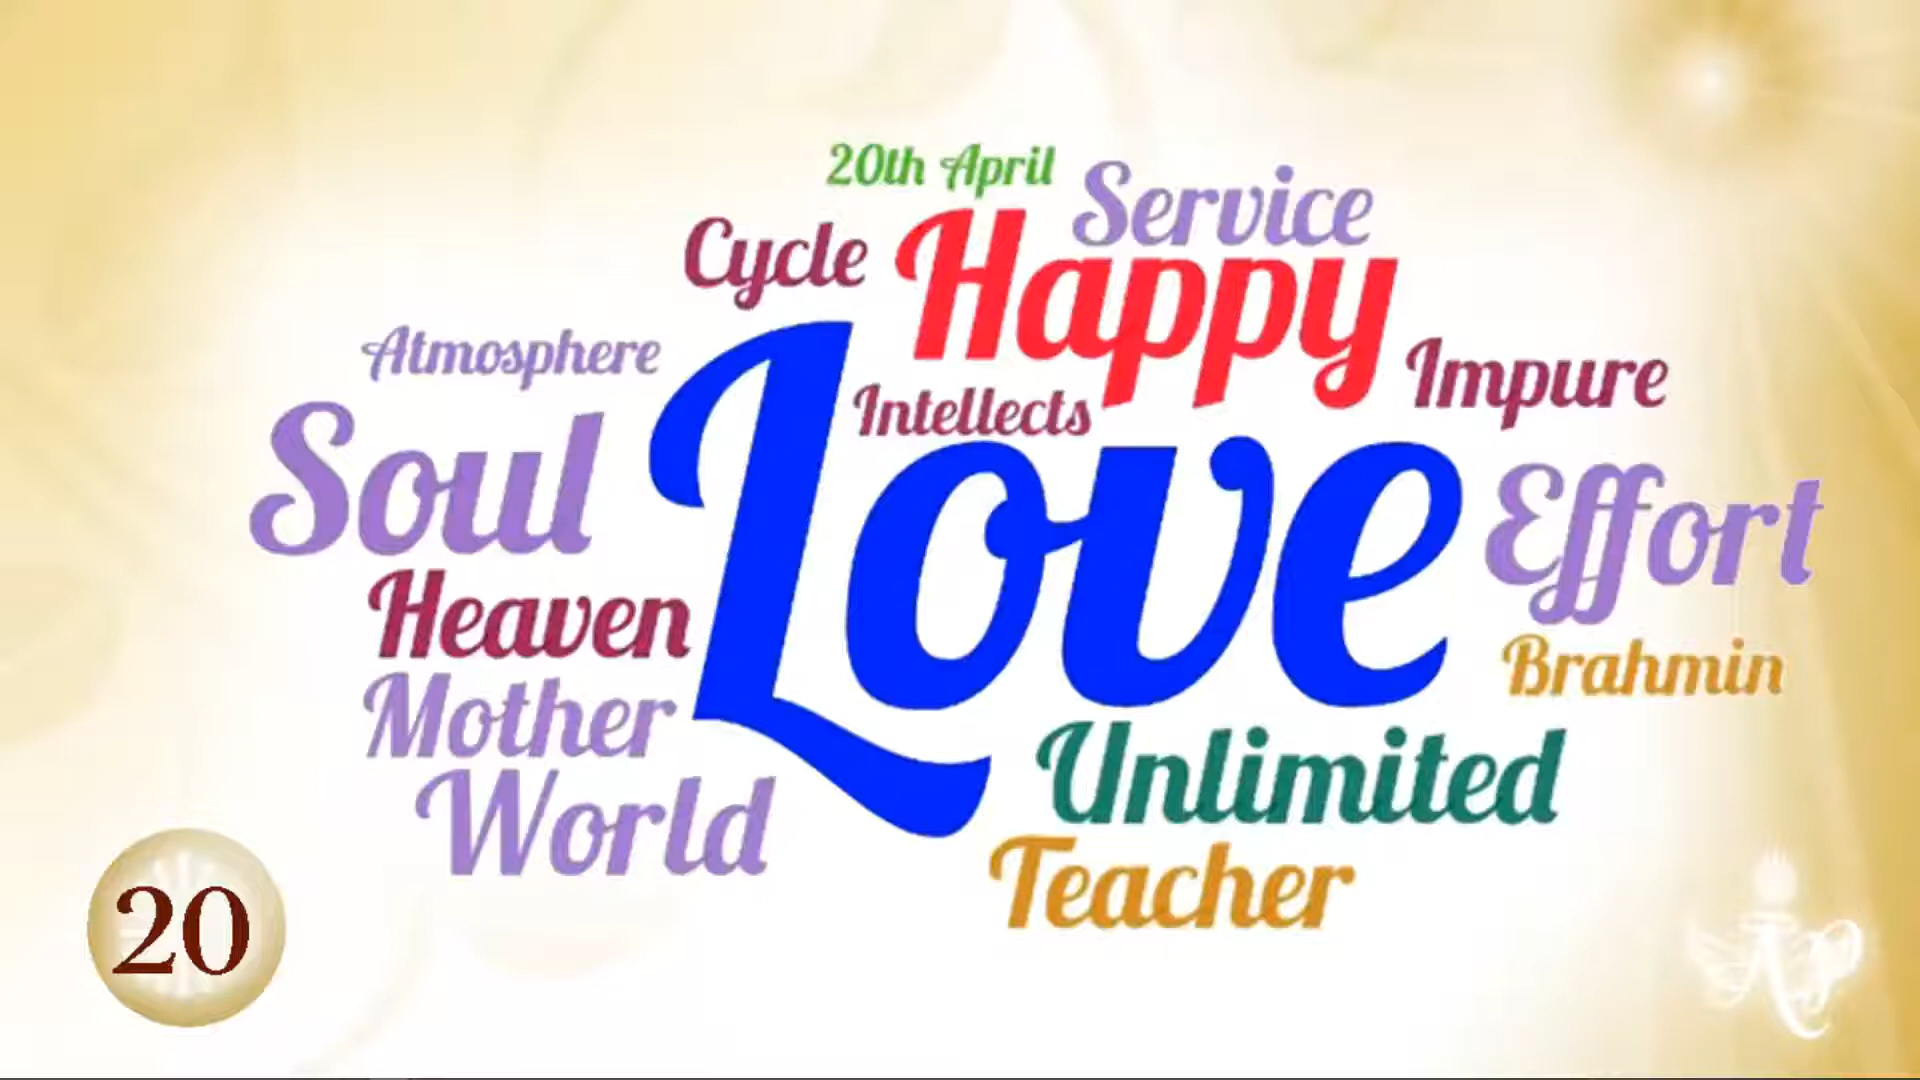 20th April
Service
Cycle
Happy
Atmosphere
Impure
Intellects
Soul
Love
Effort
Heaven
Brahmin
Mother
Unlimited
World
Teacher
20